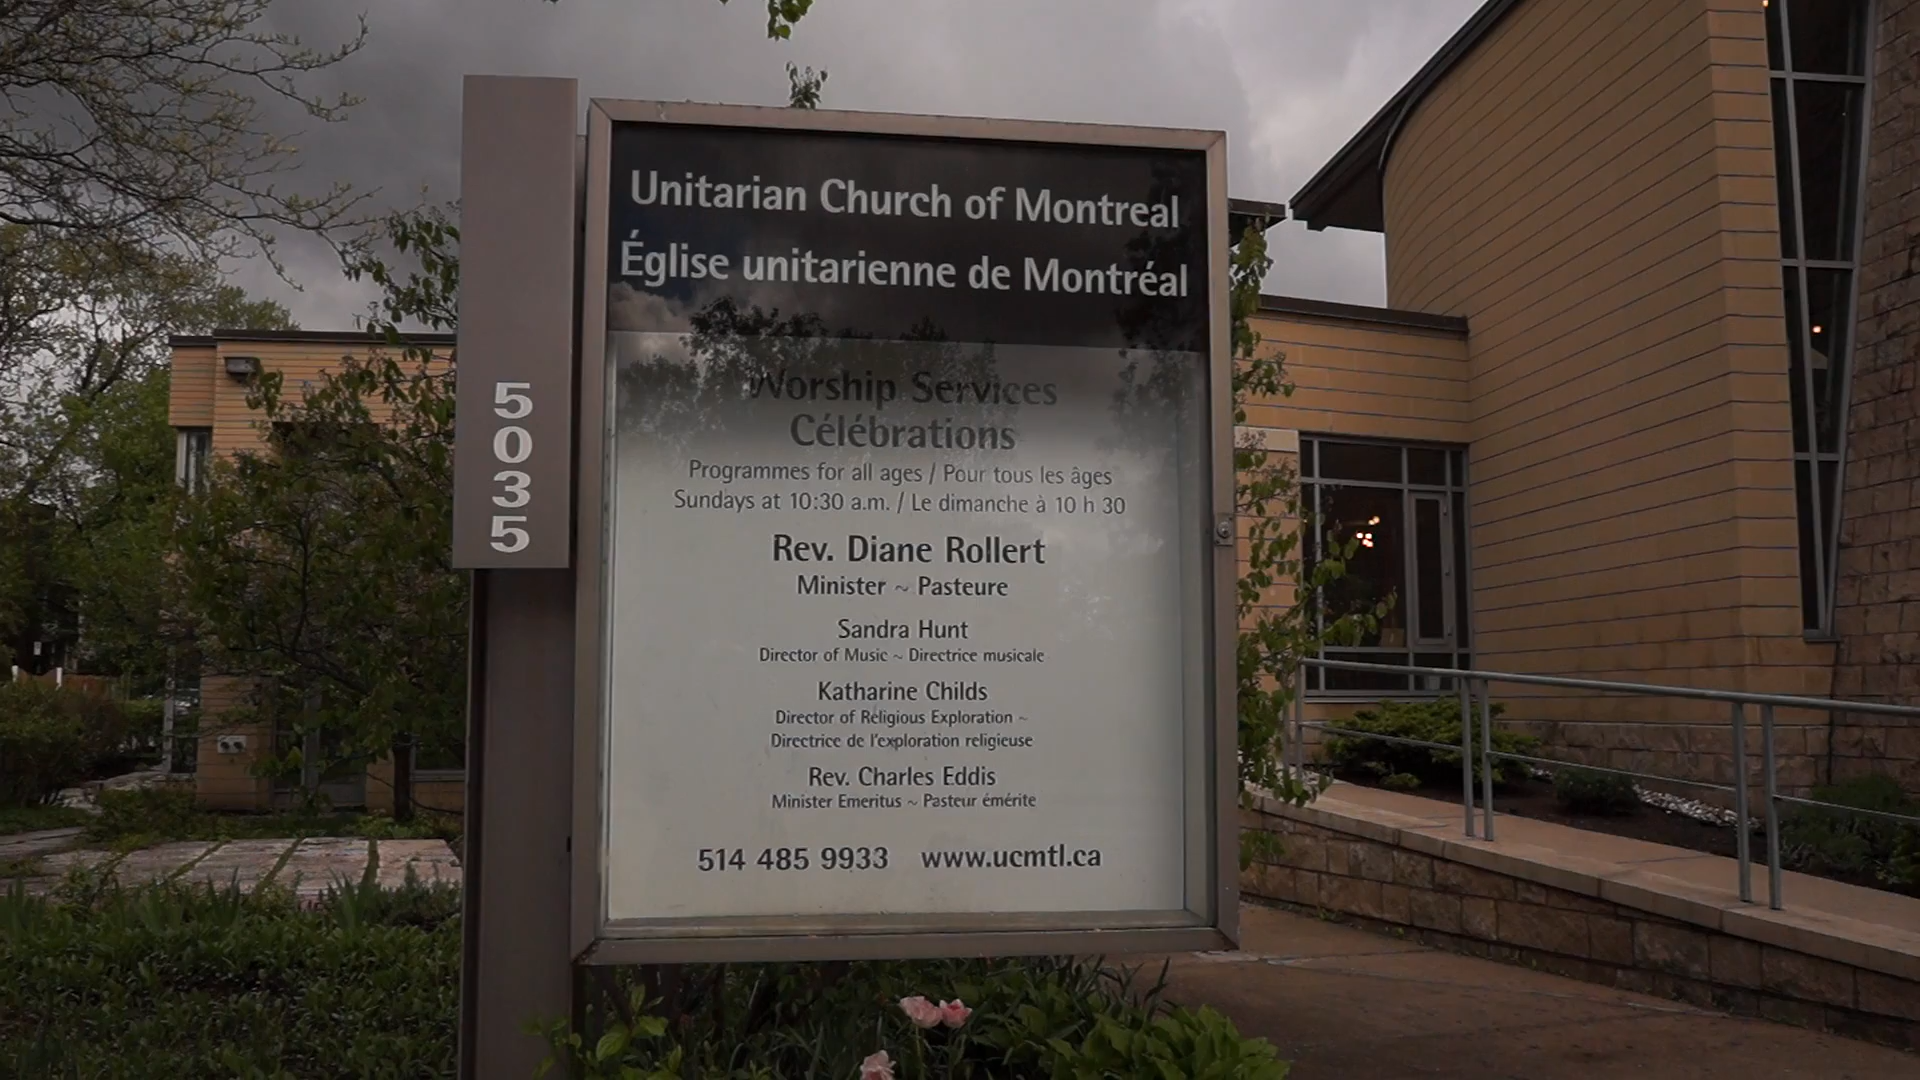 5035
Unitarian Church of Montreal
Église unitarienne de Montréal
Worship Services
Célébrations
Programmes for all ages / Pour tous les âges
Sundays at 10:30 a.m. / Le dimanche à 10 h 30
Rev. Diane Rollert
Minister ~ Pasteure
Sandra Hunt
Director of Music ~ Directrice musicale
Katharine Childs
Director of Religious Exploration ~
Directrice de l'exploration religieuse
Rev. Charles Eddis
Minister Emeritus ~ Pasteur émérite
514 485 9933 www.ucmtl.ca